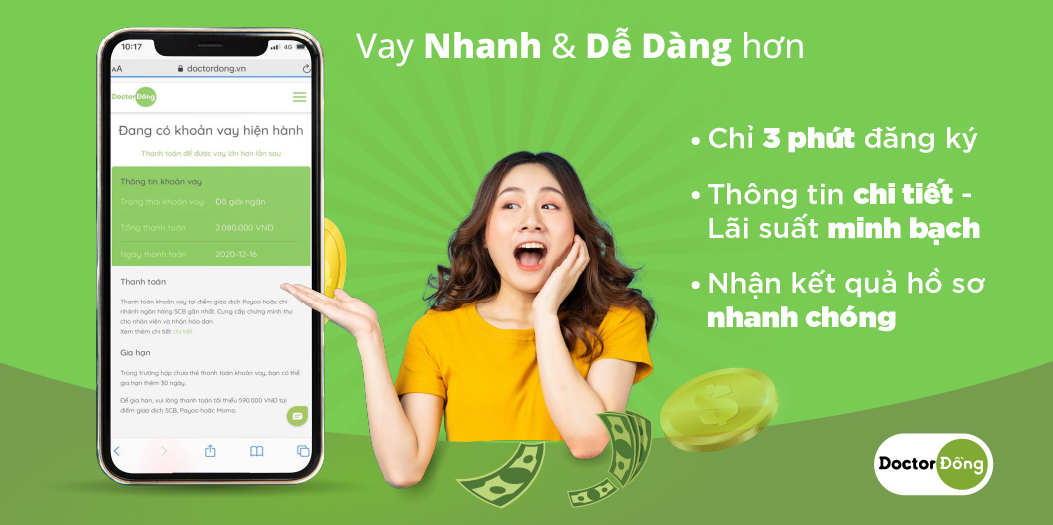 Vay Nhanh & Dễ Dàng hơn
10:17
4G
AA
doctordong.vn
Doctor Đồng
Đang có khoản vay hiện hành
Thanh toán để được vay lớn hơn lần sau
Thông tin khoản vay
Trạng thái khoản vay Đã giải ngân
Tổng thanh toán 2.080.000 VND
Ngày thanh toán 2020-12-16
Thanh toán
Thanh toán khoản vay tại điểm giao dịch Payoo hoặc chi
nhánh ngân hàng SCB gần nhất. Cung cấp chứng minh thư
cho nhân viên và nhận hóa đơn.
Xem thêm chi tiết chi tiết
Gia hạn
Trong trường hợp chưa thể thanh toán khoản vay, bạn có thể
gia hạn thêm 30 ngày.
Để gia hạn, vui lòng thanh toán tối thiểu 590.000 VNĐ tại
điểm giao dịch SCB, Payoo hoặc Momo.
• Chỉ 3 phút đăng ký
• Thông tin chi tiết -
Lãi suất minh bạch
• Nhận kết quả hồ sơ
nhanh chóng
Doctor Đồng